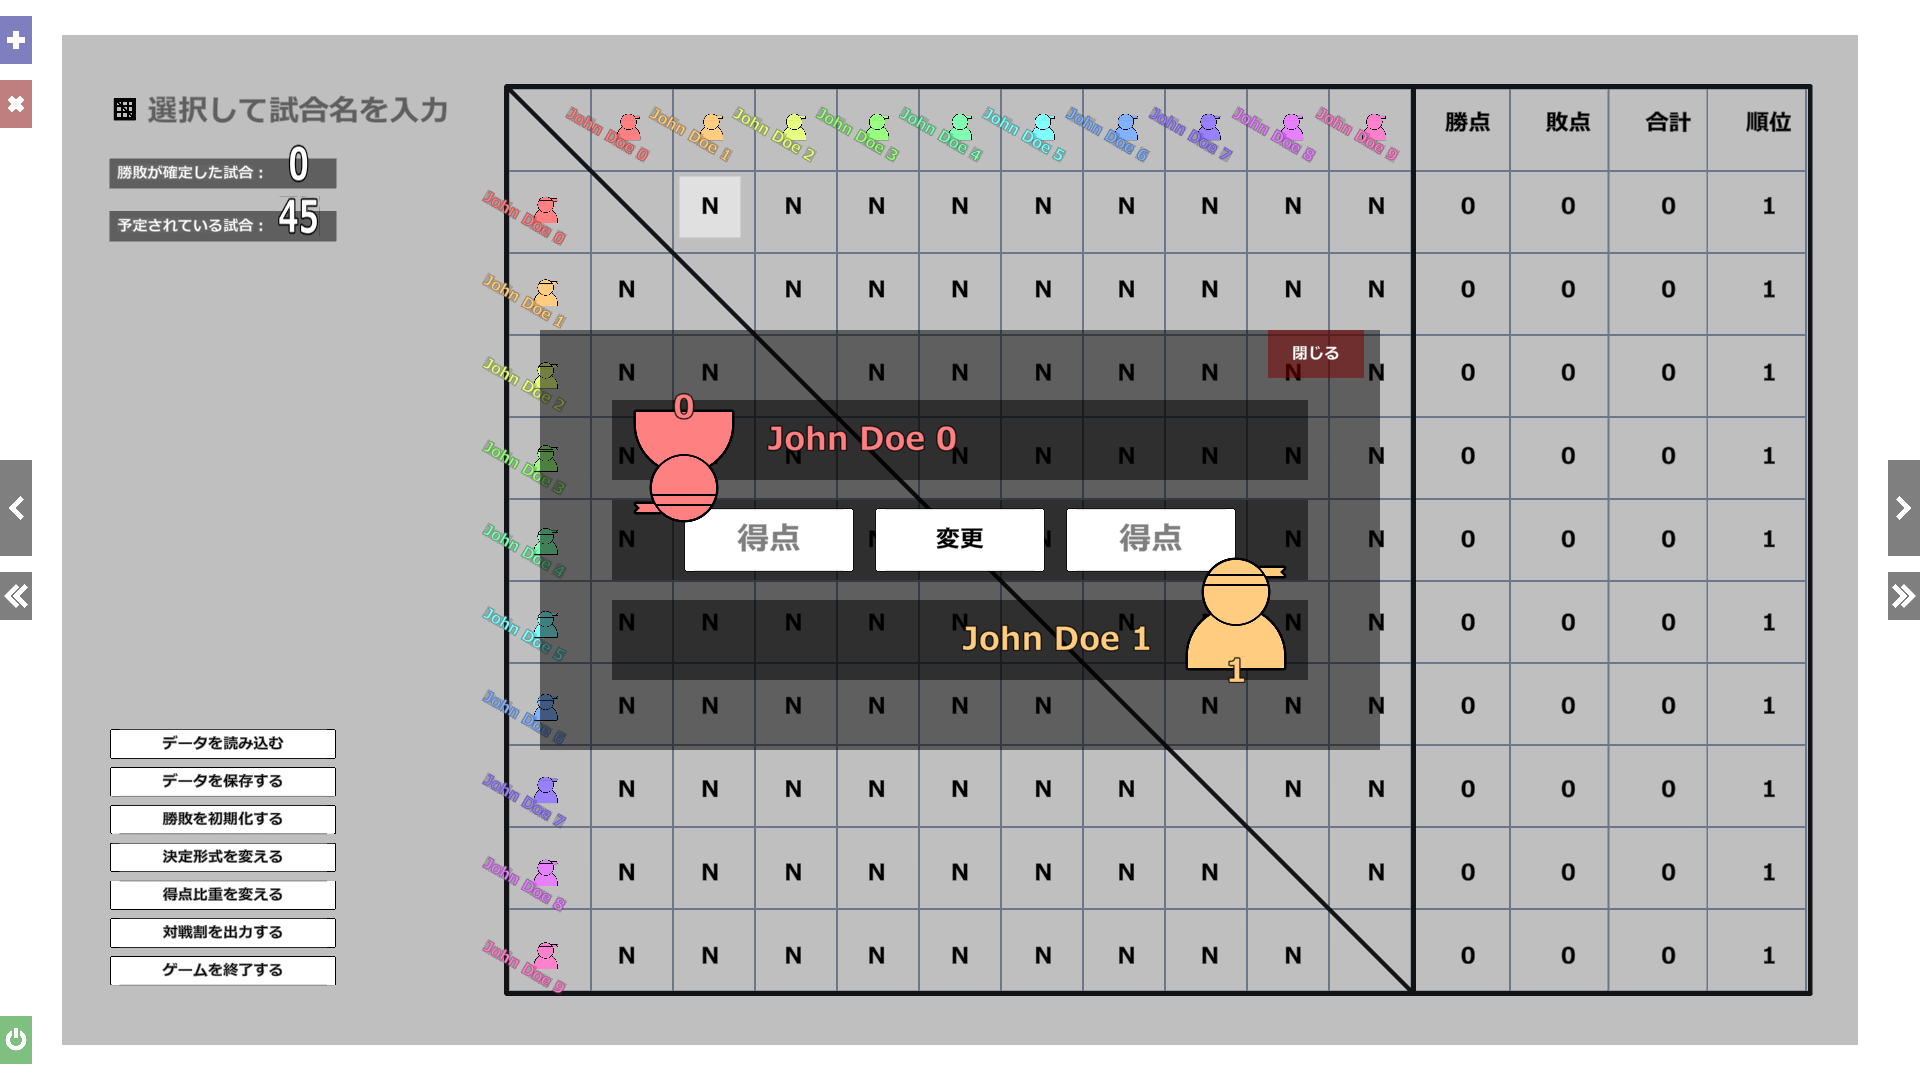 選択して試合名を入力
勝敗が確定した試合： 0
予定されている試合： 45
John Doe 0 John Doe 1 John Doe 2 John Doe 3 John Doe 4 John Doe 5 John Doe 6 John Doe 7 John Doe 8 John Doe 9 勝点 敗点 合計 順位
John Doe 0 N N N N N N N N N 0 0 0 1
John Doe 1 N N N N N N N N N 0 0 0 1
閉じる
John Doe 2 N N N N N N N N N 0 0 0 1
0
John Doe 0
John Doe 3 N N N N N N N 0 0 0 1
得点 変更 得点
John Doe 4 N N N N N 0 0 0 1
John Doe 5 N N N N N N N N N 0 0 0 1
John Doe 1
1
John Doe 6 N N N N N N N N N 0 0 0 1
John Doe 7 N N N N N N N N N 0 0 0 1
John Doe 8 N N N N N N N N N 0 0 0 1
John Doe 9 N N N N N N N N N 0 0 0 1
データを読み込む
データを保存する
勝敗を初期化する
決定形式を変える
得点比重を変える
対戦割を出力する
ゲームを終了する